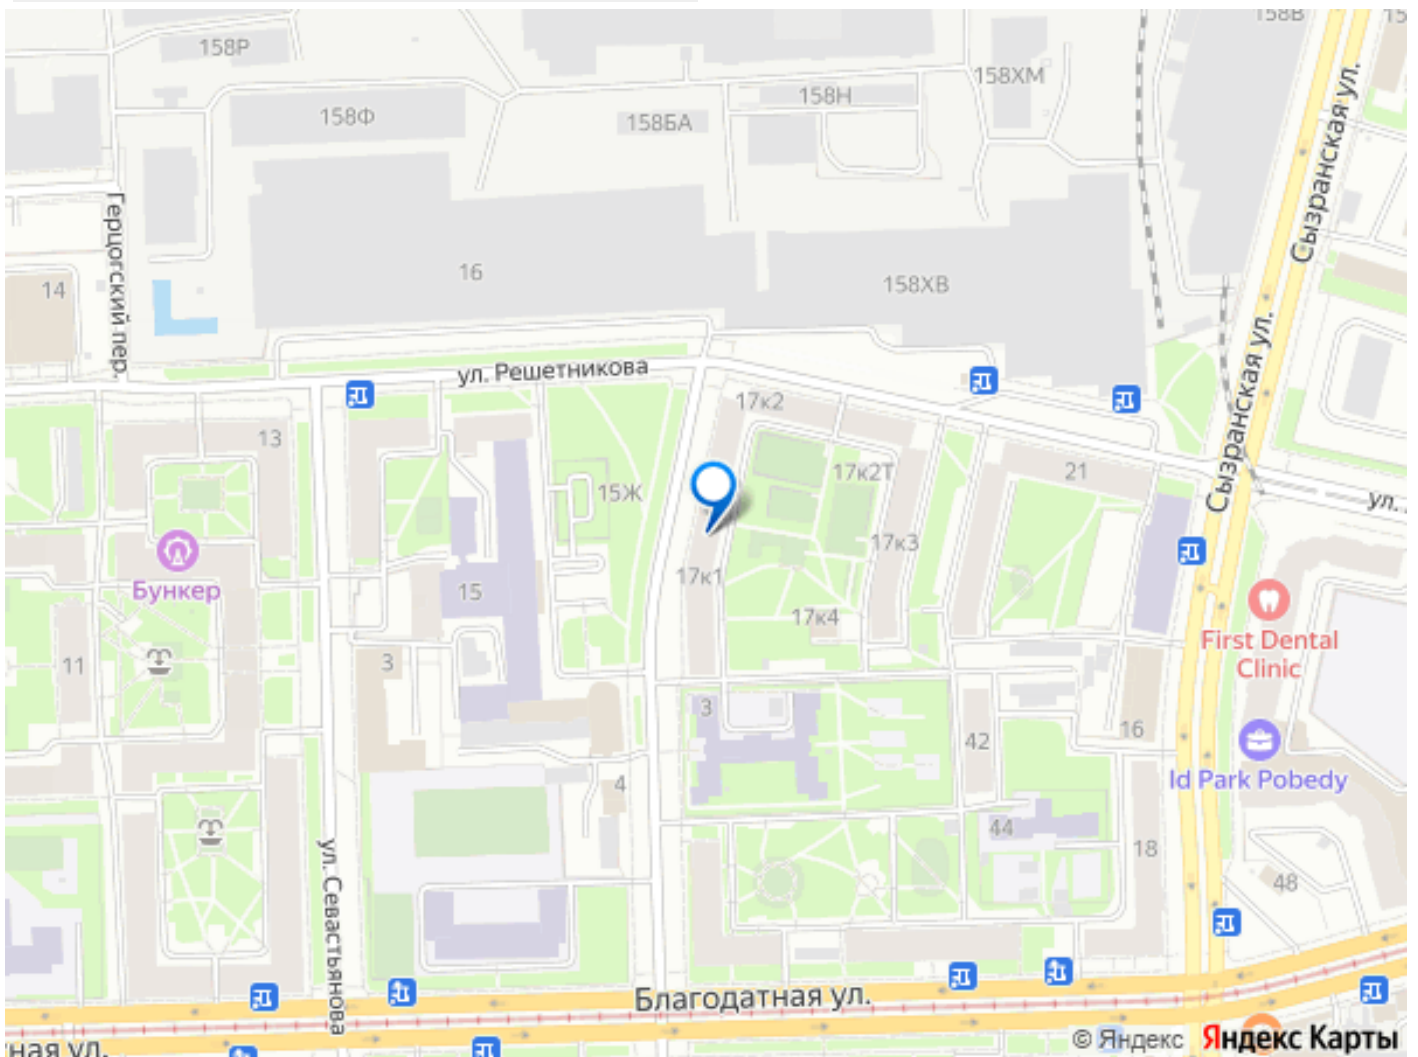 158В
158Р
158ХМ
158Н
158Ф
158БА
Сызранская ул.
Герцогский пер.
16
158ХВ
14
Сызранская ул.
ул. Решетникова
17к2
13
15Ж
17к2Т
21
ул.
17к3
Бункер
15
17к1
17к4
First Dental
Clinic
11
3
3
42
16
Id Park Pobedy
4
44
18
48
ул. Севастьянова
Благодатная ул.
ная ул.
© Яндекс Яндекс Карты